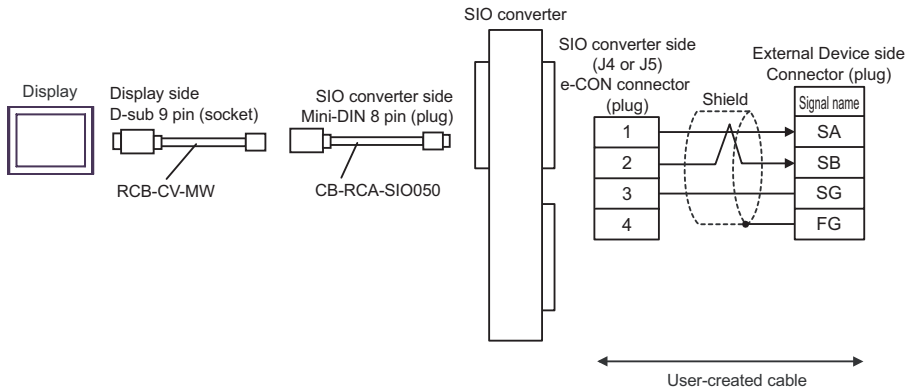 SIO converter
Display
Display side
D-sub 9 pin (socket)
RCB-CV-MW
SIO converter side
Mini-DIN 8 pin (plug)
CB-RCA-SIO050
SIO converter side
(J4 or J5)
e-CON connector
(plug)
1
2
3
4
Shield
External Device side
Connector (plug)
Signal name
SA
SB
SG
FG
User-created cable